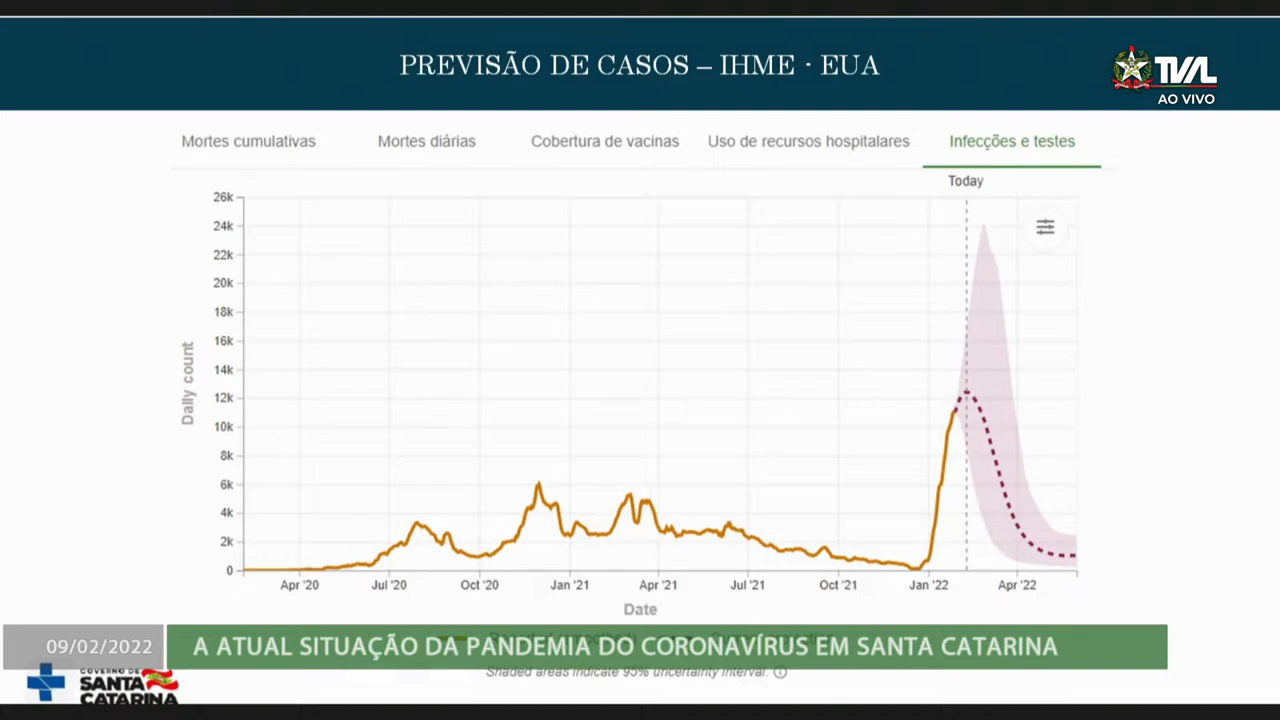 PREVISÃO DE CASOS – IHME - EUA
TVAL
AO VIVO
Mortes cumulativas
Mortes diárias
Cobertura de vacinas
Uso de recursos hospitalares
Infecções e testes
Today
26k
24k
22k
20k
18k
16k
14k
12k
10k
8k
6k
4k
2k
0
Daily count
Apr '20
Jul '20
Oct '20
Jan '21
Apr '21
Jul '21
Oct '21
Jan '22
Apr '22
Date
09/02/2022
A ATUAL SITUAÇÃO DA PANDEMIA DO CORONAVÍRUS EM SANTA CATARINA
Shaded areas indicate 95% uncertainty interval.
GOVERNO DE
SANTA
CATARINA